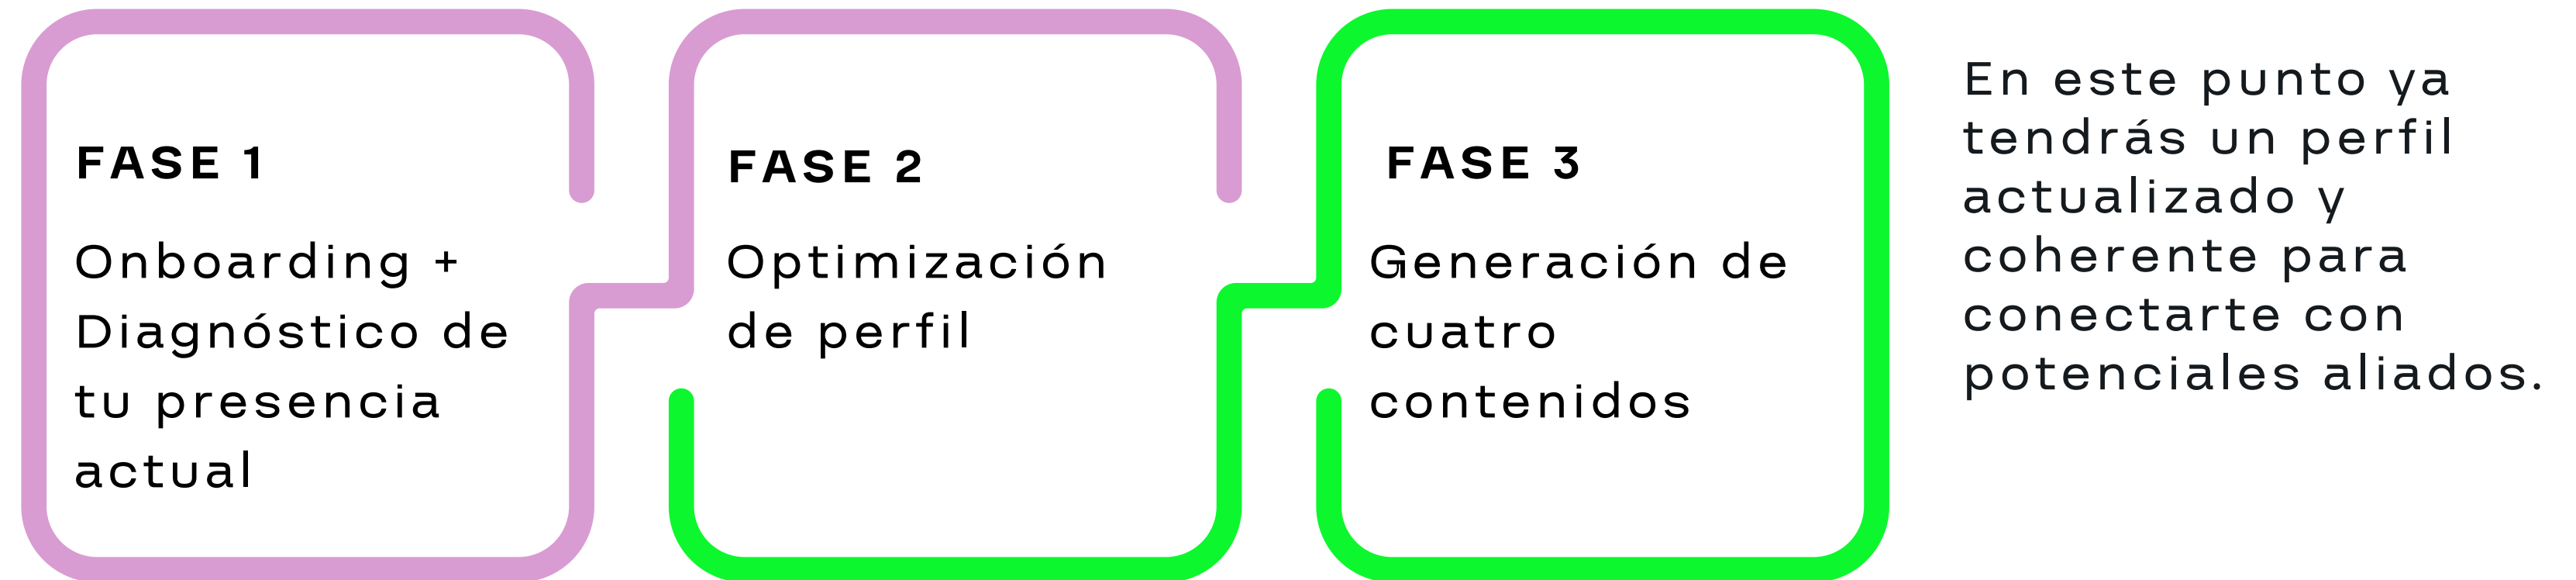 FASE 1
Onboarding +
Diagnóstico de
tu presencia
actual
FASE 2
Optimización
de perfil
FASE 3
Generación de
cuatro
contenidos
En este punto ya
tendrás un perfil
actualizado y
coherente para
conectarte con
potenciales aliados.